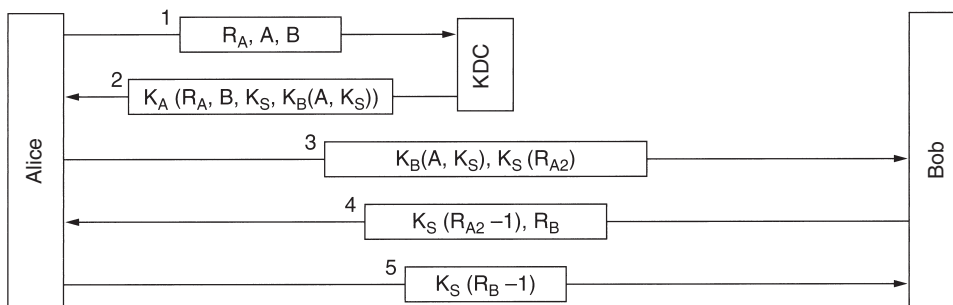 Alice
1
R_A, A, B
KDC
2
K_A (R_A, B, K_S, K_B(A, K_S))
3
K_B(A, K_S), K_S (R_A2)
4
K_S (R_A2 –1), R_B
5
K_S (R_B –1)
Bob